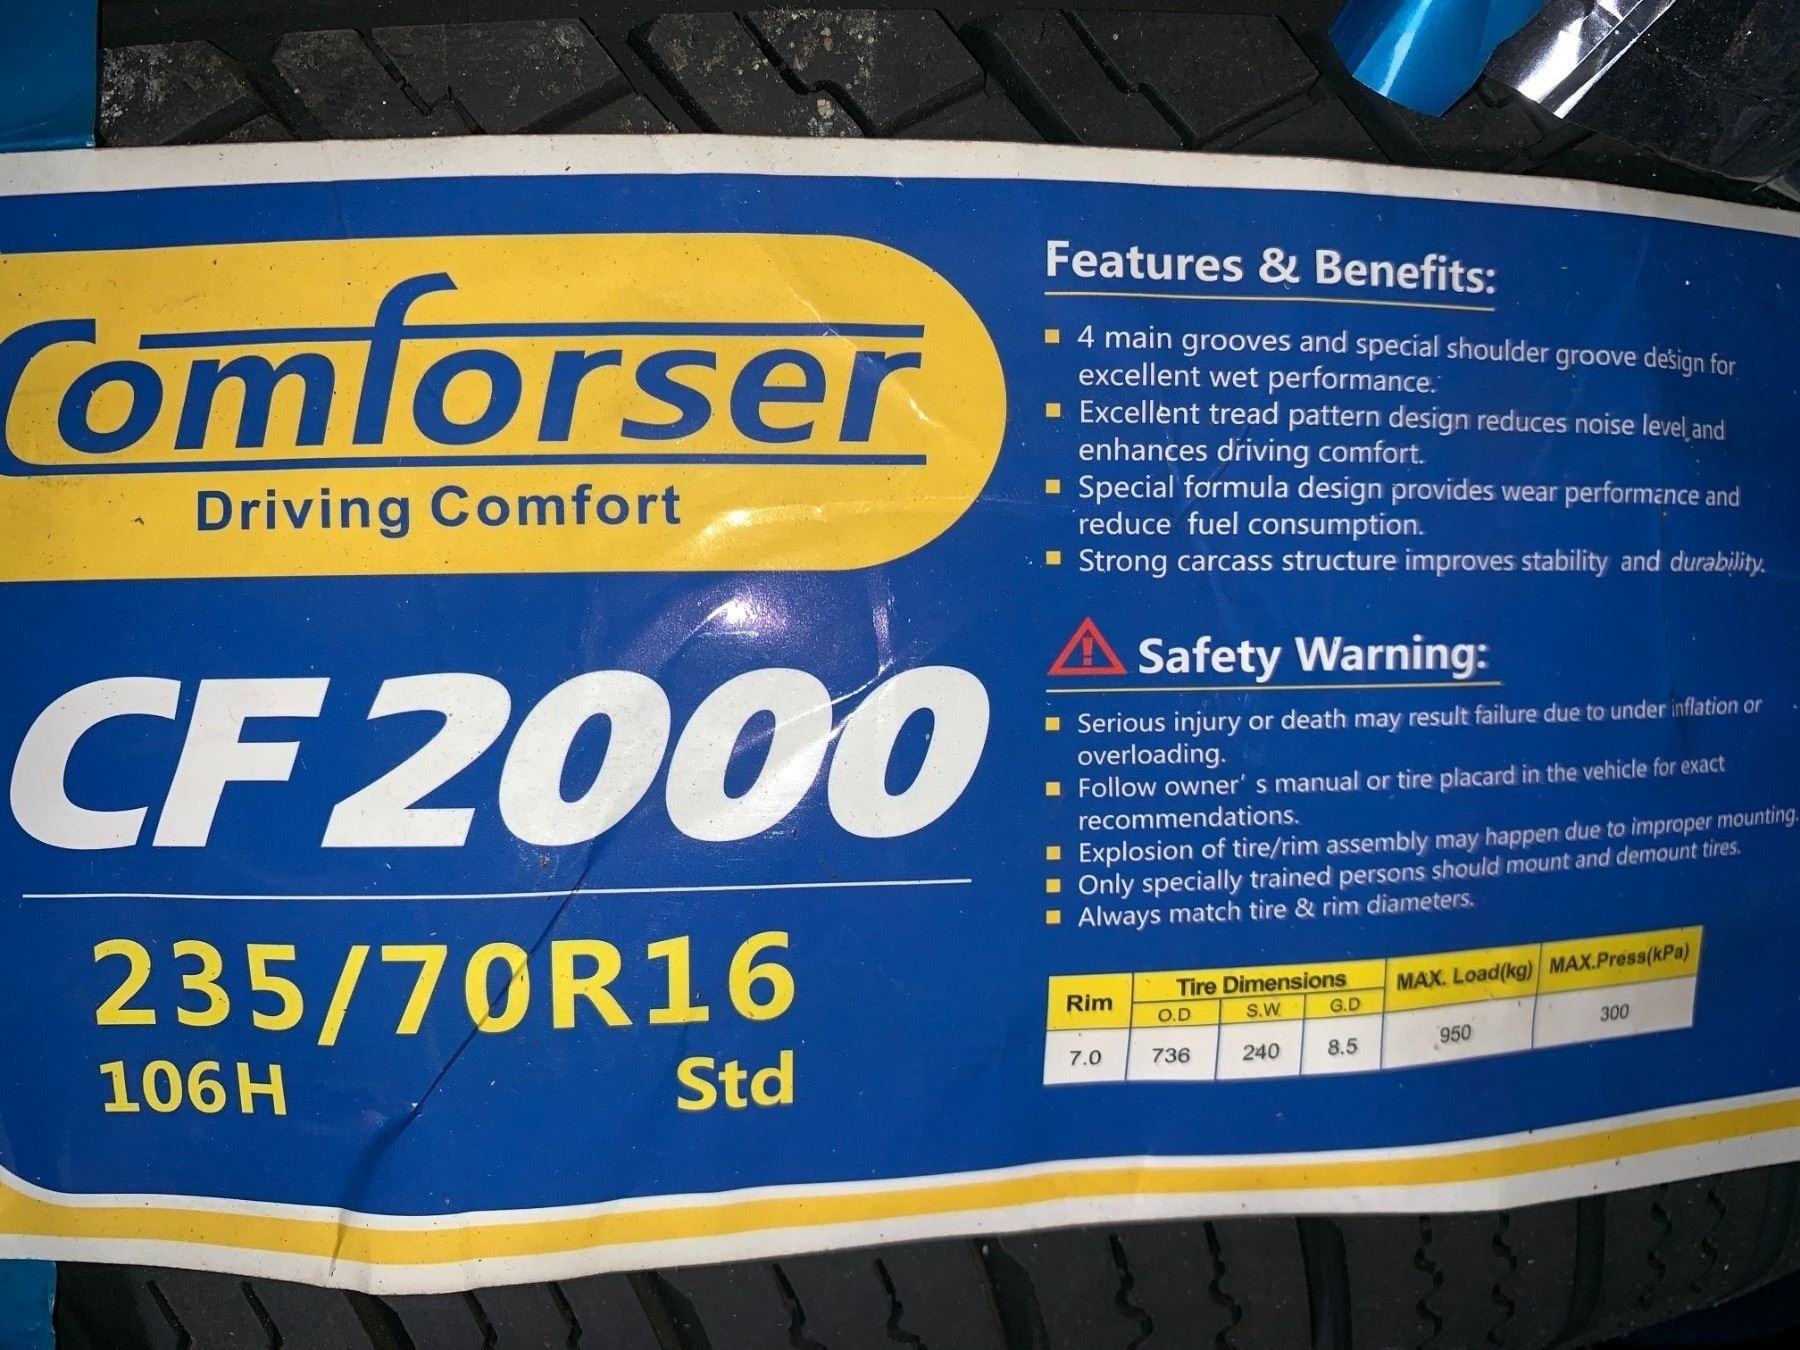 Comforser
Driving Comfort
CF2000
235/70R16
106H Std
Features & Benefits:
4 main grooves and special shoulder groove design for
excellent wet performance.
Excellent tread pattern design reduces noise level and
enhances driving comfort.
Special formula design provides wear performance and
reduce fuel consumption.
Strong carcass structure improves stability and durability.
Safety Warning:
Serious injury or death may result failure due to under inflation or
overloading.
Follow owner's manual or tire placard in the vehicle for exact
recommendations.
Explosion of tire/rim assembly may happen due to improper mounting.
Only specially trained persons should mount and demount tires.
Always match tire & rim diameters.
Rim Tire Dimensions MAX. Load(kg) MAX.Press(kPa)
O.D S.W G.D
7.0 736 240 8.5 950 300